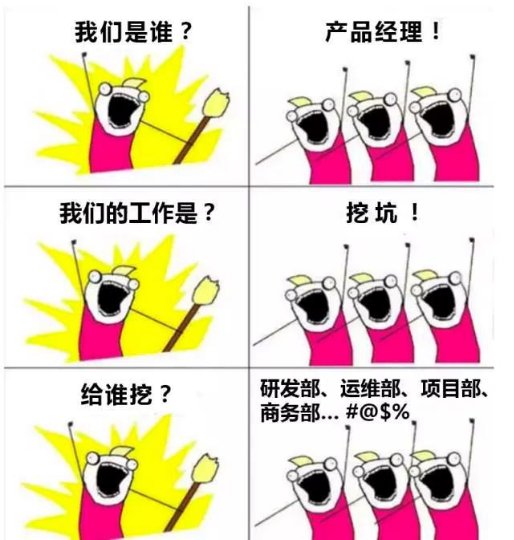 我们是谁？
产品经理！
我们的工作是？
挖坑 ！
给谁挖？
研发部、运维部、项目部、
商务部... #@$%